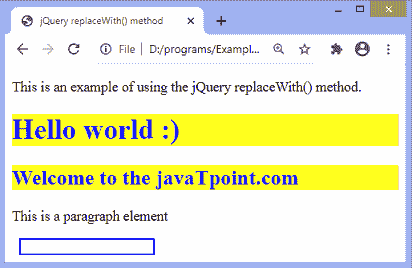 jQuery replaceWith() method
File | D:/programs/Exampl...
This is an example of using the jQuery replaceWith() method.
Hello world :)
Welcome to the javaTpoint.com
This is a paragraph element